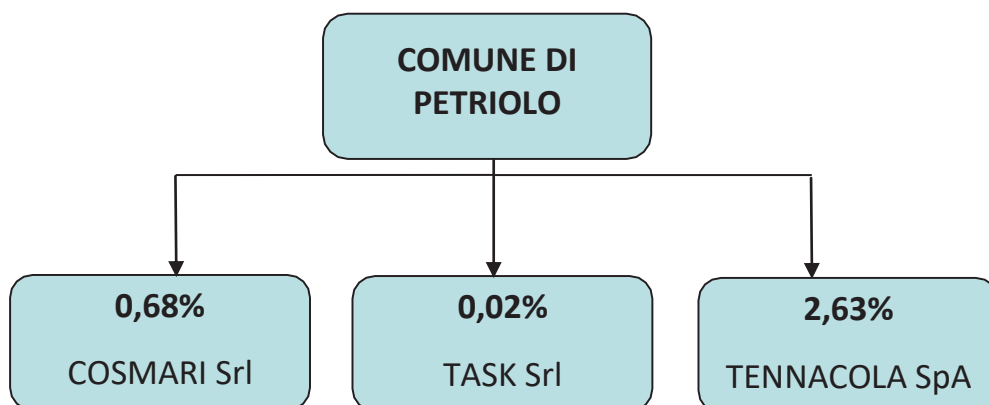 COMUNE DI
PETRIOLO
0,68%
COSMARI Srl
0,02%
TASK Srl
2,63%
TENNACOLA SpA